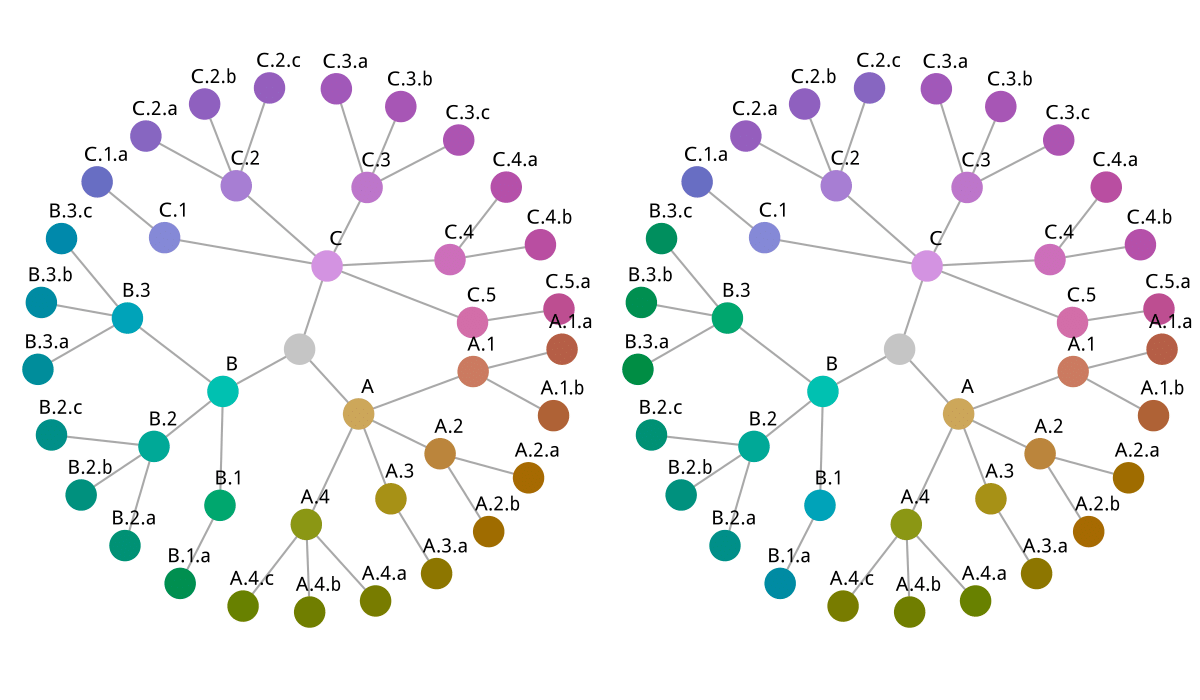 C.2.c C.3.a C.2.c C.3.a
C.2.b C.3.b C.2.b C.3.b
C.2.a C.3.c C.2.a C.3.c
C.1.a C.2 C.3 C.4.a C.1.a C.2 C.3 C.4.a
B.3.c C.1 C.4.b B.3.c C.1 C.4.b
C C.4 C C.4
B.3.b B.3 C.5 C.5.a B.3.b B.3 C.5 C.5.a
A.1.a A.1.a
B.3.a A.1 B.3.a A.1
B A A.1.b B A A.1.b
B.2.c B.2 A.2 B.2.c B.2 A.2
A.2.a A.2.a
B.2.b B.1 A.3 B.2.b B.1 A.3
A.4 A.2.b A.4 A.2.b
B.2.a B.2.a
B.1.a A.3.a B.1.a A.3.a
A.4.c A.4.b A.4.a A.4.c A.4.b A.4.a